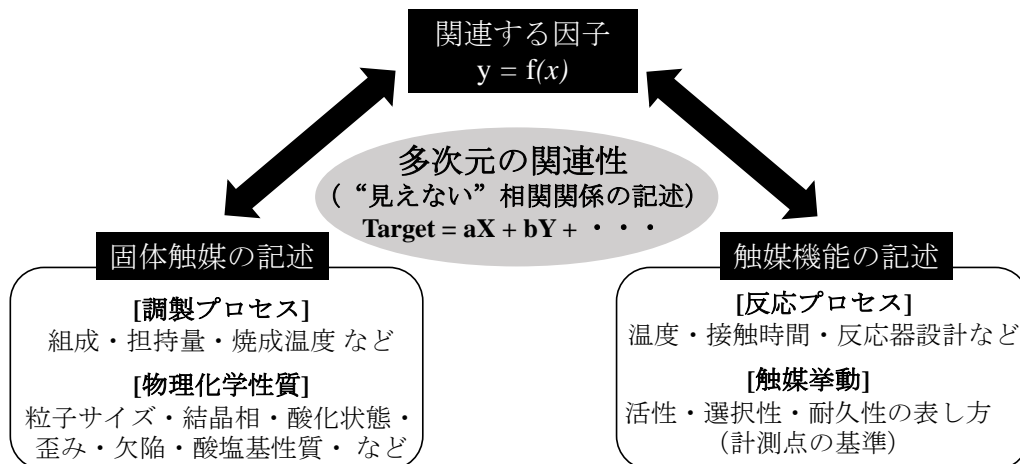 関連する因子
y = f(x)
多次元の関連性
（“見えない”相関関係の記述）
Target = aX + bY + ・・・
固体触媒の記述
[調製プロセス]
組成・担持量・焼成温度 など
[物理化学性質]
粒子サイズ・結晶相・酸化状態・
歪み・欠陥・酸塩基性質・ など
触媒機能の記述
[反応プロセス]
温度・接触時間・反応器設計など
[触媒挙動]
活性・選択性・耐久性の表し方
（計測点の基準）